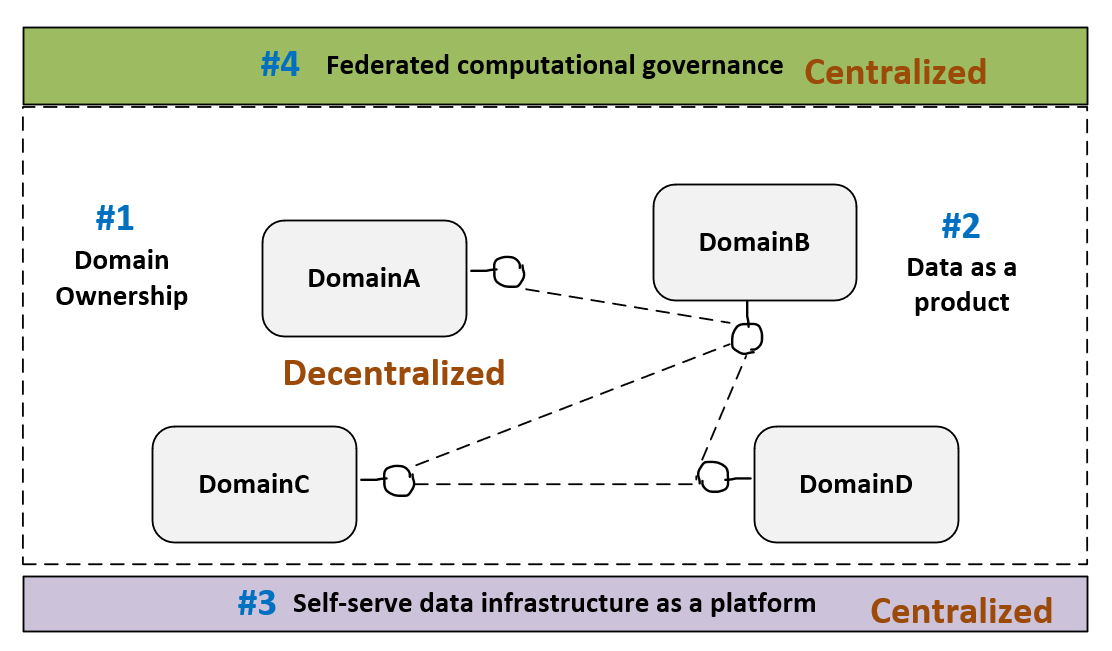 #4 Federated computational governance Centralized
#1
Domain
Ownership
DomainA
DomainB
#2
Data as a
product
Decentralized
DomainC
DomainD
#3 Self-serve data infrastructure as a platform Centralized